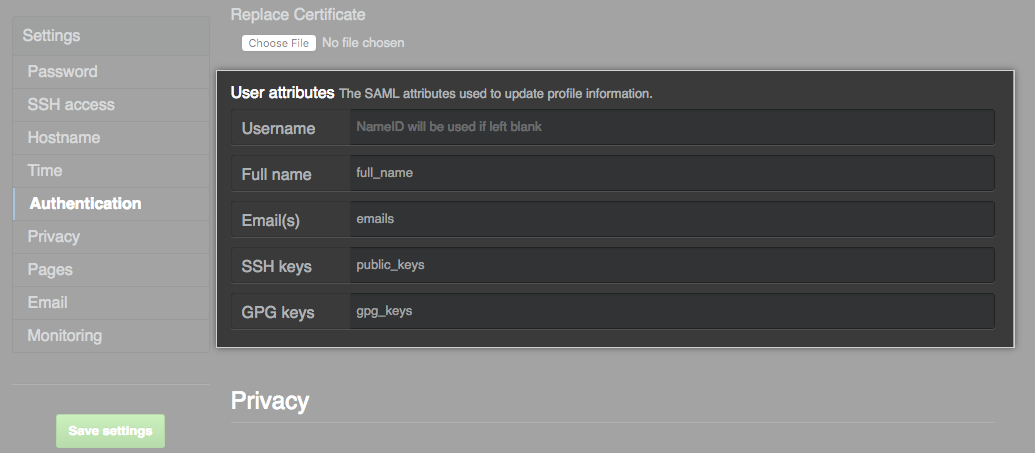 Settings
Password
SSH access
Hostname
Time
Authentication
Privacy
Pages
Email
Monitoring
Save settings
Replace Certificate
Choose File No file chosen
User attributes The SAML attributes used to update profile information.
Username NameID will be used if left blank
Full name full_name
Email(s) emails
SSH keys public_keys
GPG keys gpg_keys
Privacy